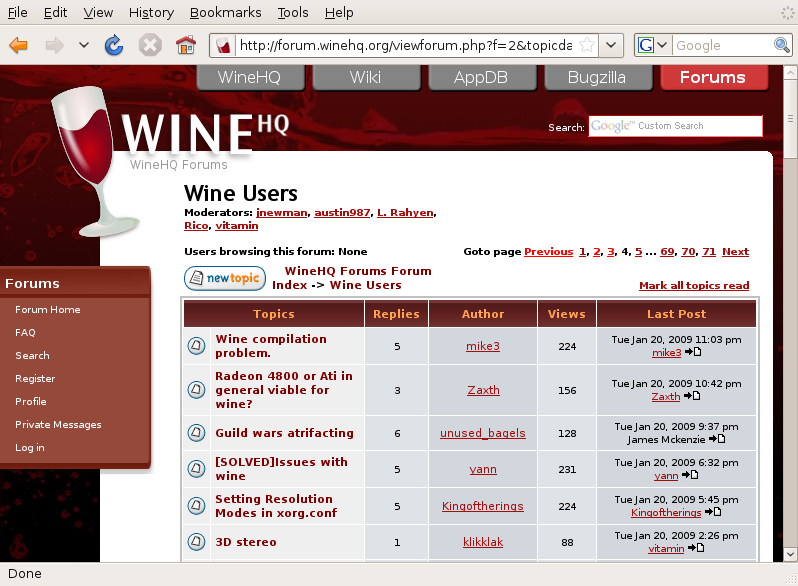 File Edit View History Bookmarks Tools Help
http://forum.winehq.org/viewforum.php?f=2&topicda
G Google
WineHQ Wiki AppDB Bugzilla Forums
WINE HQ
Search: Google™ Custom Search
WineHQ Forums
Wine Users
Moderators: jnewman, austin987, L. Rahyen,
Rico, vitamin
Users browsing this forum: None
Goto page Previous 1, 2, 3, 4, 5 ... 69, 70, 71 Next
newtopic
WineHQ Forums Forum
Index -> Wine Users
Mark all topics read
Forums
Forum Home
FAQ
Search
Register
Profile
Private Messages
Log in
Topics Replies Author Views Last Post
Wine compilation
problem.
5 mike3 224
Tue Jan 20, 2009 11:03 pm
mike3
Radeon 4800 or Ati in
general viable for
wine?
3 Zaxth 156
Tue Jan 20, 2009 10:42 pm
Zaxth
Guild wars atrifacting
6 unused_bagels 128
Tue Jan 20, 2009 9:37 pm
James Mckenzie
[SOLVED]Issues with
wine
5 yann 231
Tue Jan 20, 2009 6:32 pm
yann
Setting Resolution
Modes in xorg.conf
5 Kingoftherings 224
Tue Jan 20, 2009 5:45 pm
Kingoftherings
3D stereo
1 klikklak 88
Tue Jan 20, 2009 2:26 pm
vitamin
Done